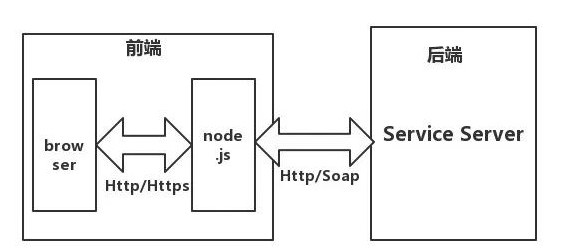 前端
后端
brow
ser
node
.js
Service Server
Http/Https
Http/Soap